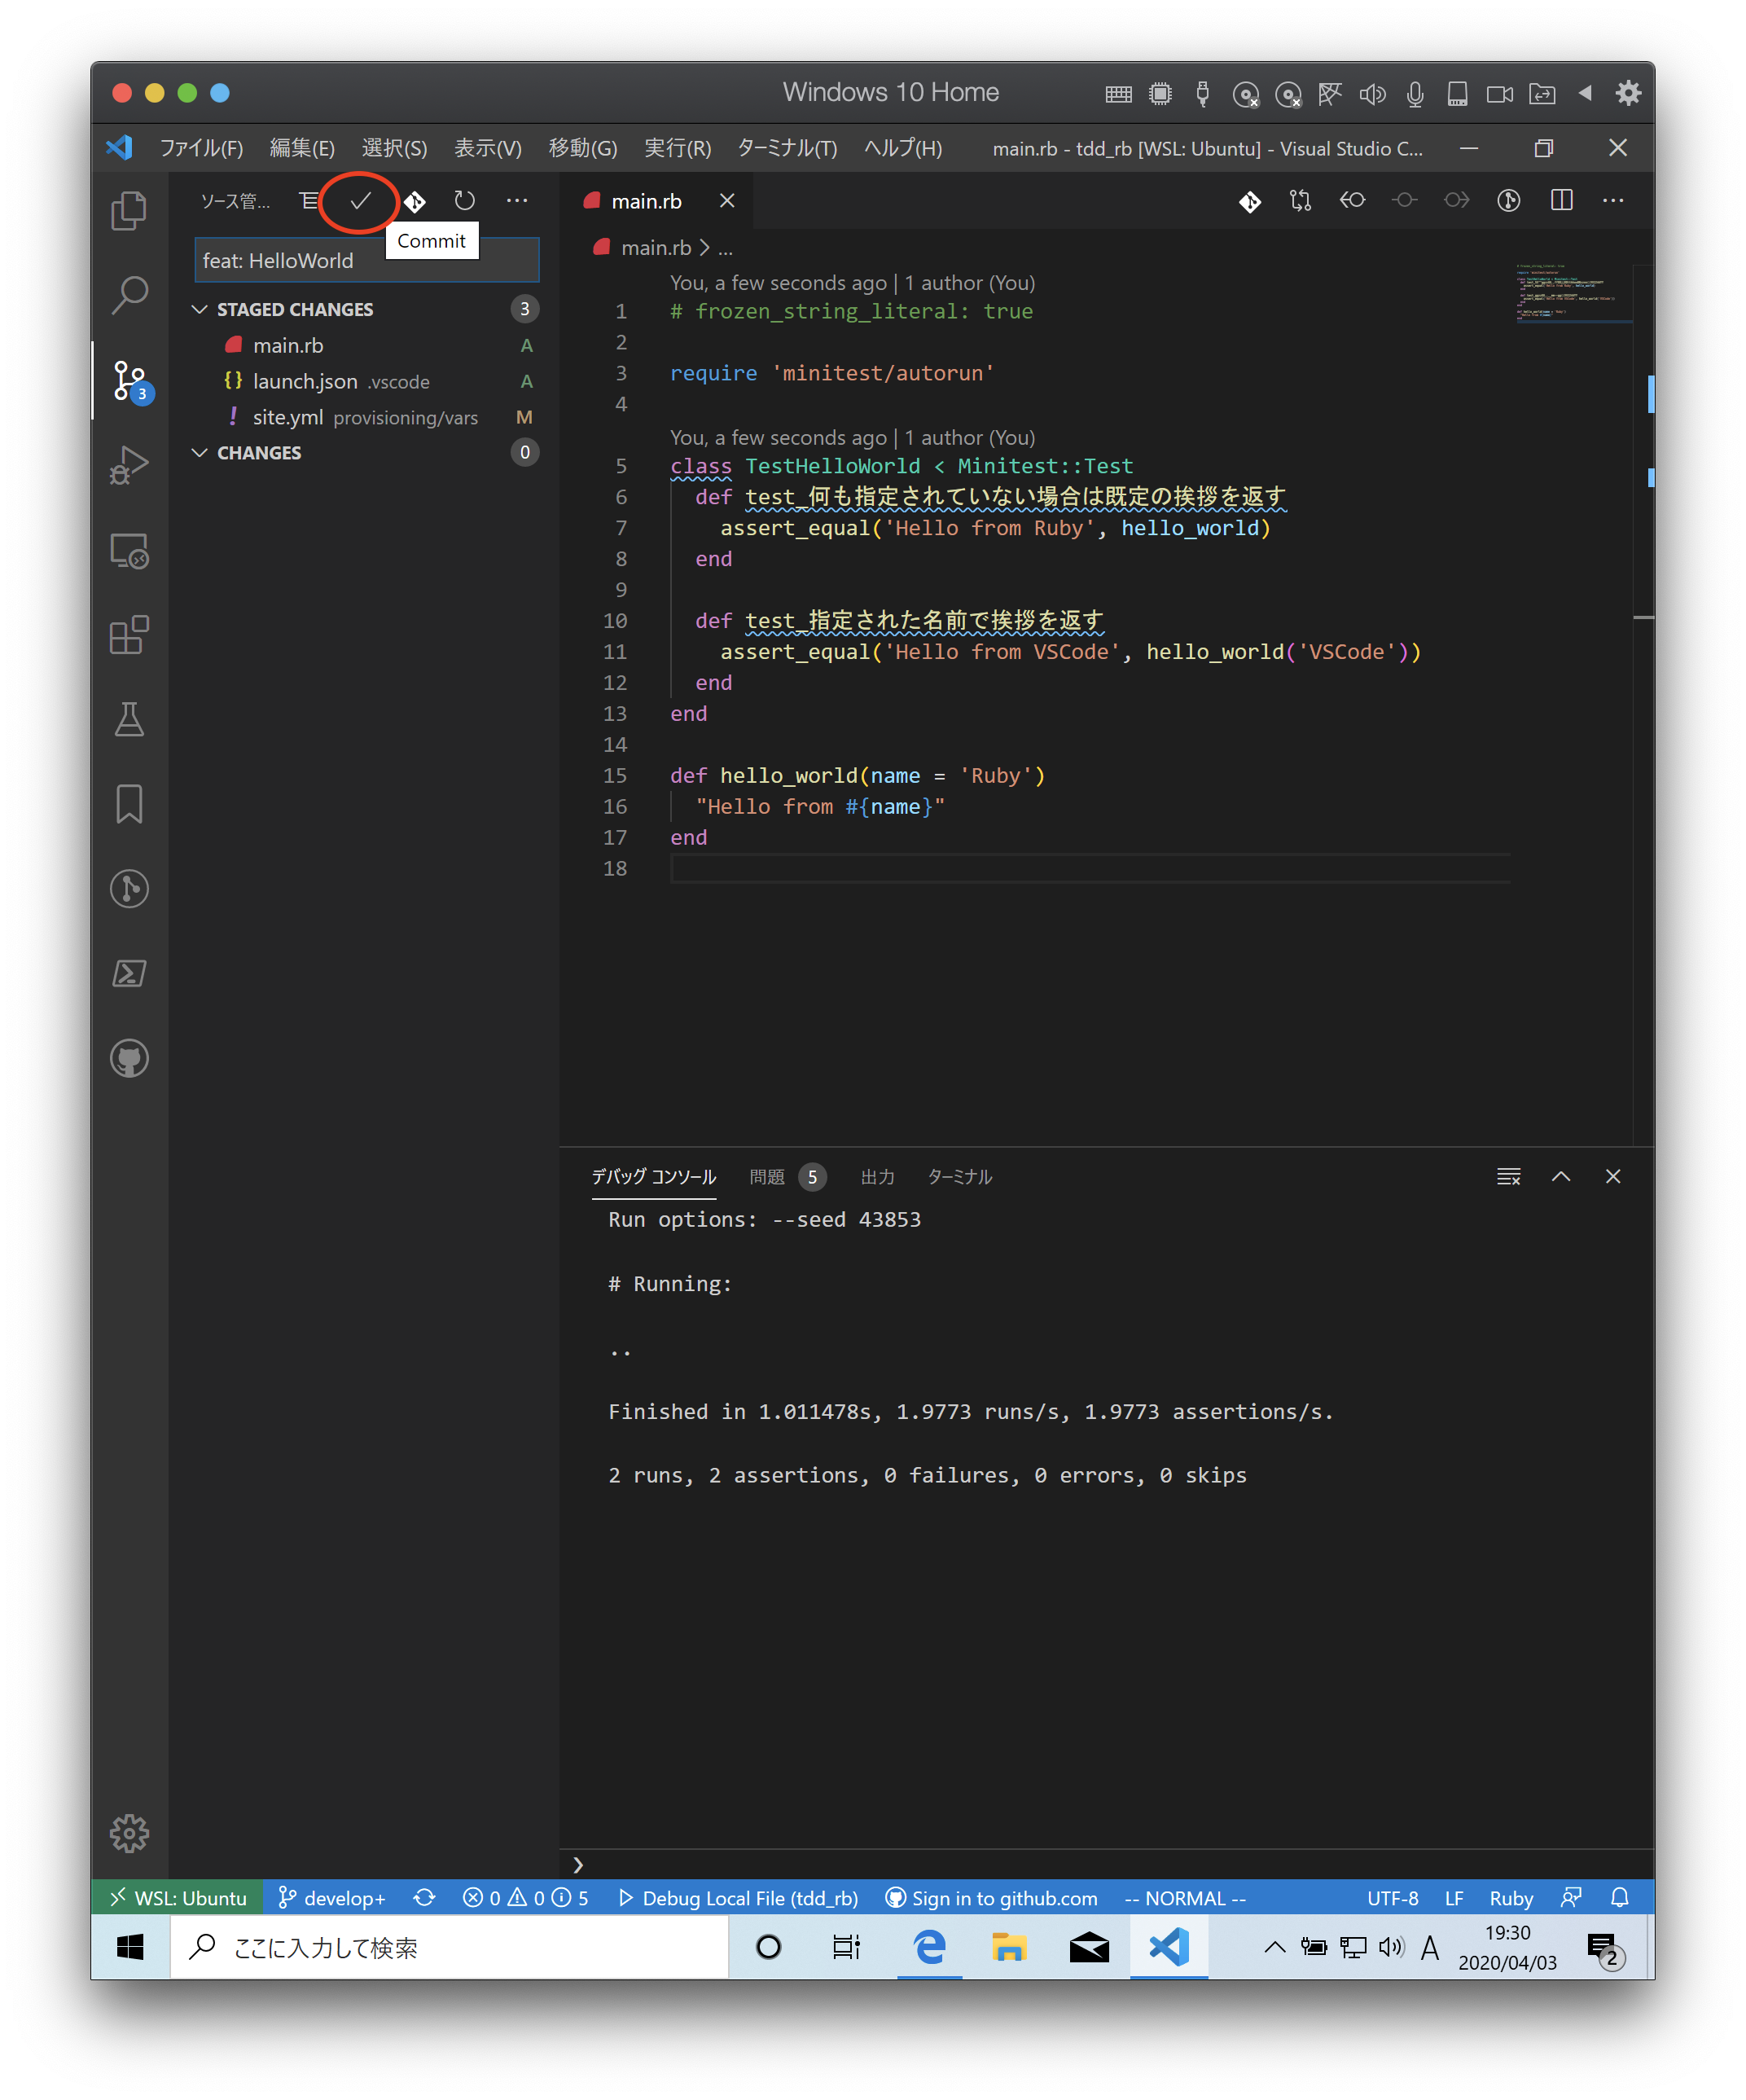 Windows 10 Home
ファイル(F) 編集(E) 選択(S) 表示(V) 移動(G) 実行(R) ターミナル(T) ヘルプ(H) main.rb - tdd_rb [WSL: Ubuntu] - Visual Studio C...
ソース管...
Commit
feat: HelloWorld
STAGED CHANGES 3
main.rb A
launch.json .vscode A
site.yml provisioning/vars M
CHANGES 0
3
main.rb
main.rb > ...
You, a few seconds ago | 1 author (You)
1 # frozen_string_literal: true
2
3 require 'minitest/autorun'
4
You, a few seconds ago | 1 author (You)
5 class TestHelloWorld < Minitest::Test
6 def test_何も指定されていない場合は既定の挨拶を返す
7 assert_equal('Hello from Ruby', hello_world)
8 end
9
10 def test_指定された名前で挨拶を返す
11 assert_equal('Hello from VSCode', hello_world('VSCode'))
12 end
13 end
14
15 def hello_world(name = 'Ruby')
16 "Hello from #{name}"
17 end
18
デバッグ コンソール 問題 5 出力 ターミナル
Run options: --seed 43853
# Running:
..
Finished in 1.011478s, 1.9773 runs/s, 1.9773 assertions/s.
2 runs, 2 assertions, 0 failures, 0 errors, 0 skips
WSL: Ubuntu develop+ 0 0 5 Debug Local File (tdd_rb) Sign in to github.com -- NORMAL -- UTF-8 LF Ruby
ここに入力して検索
A 19:30
2020/04/03
2